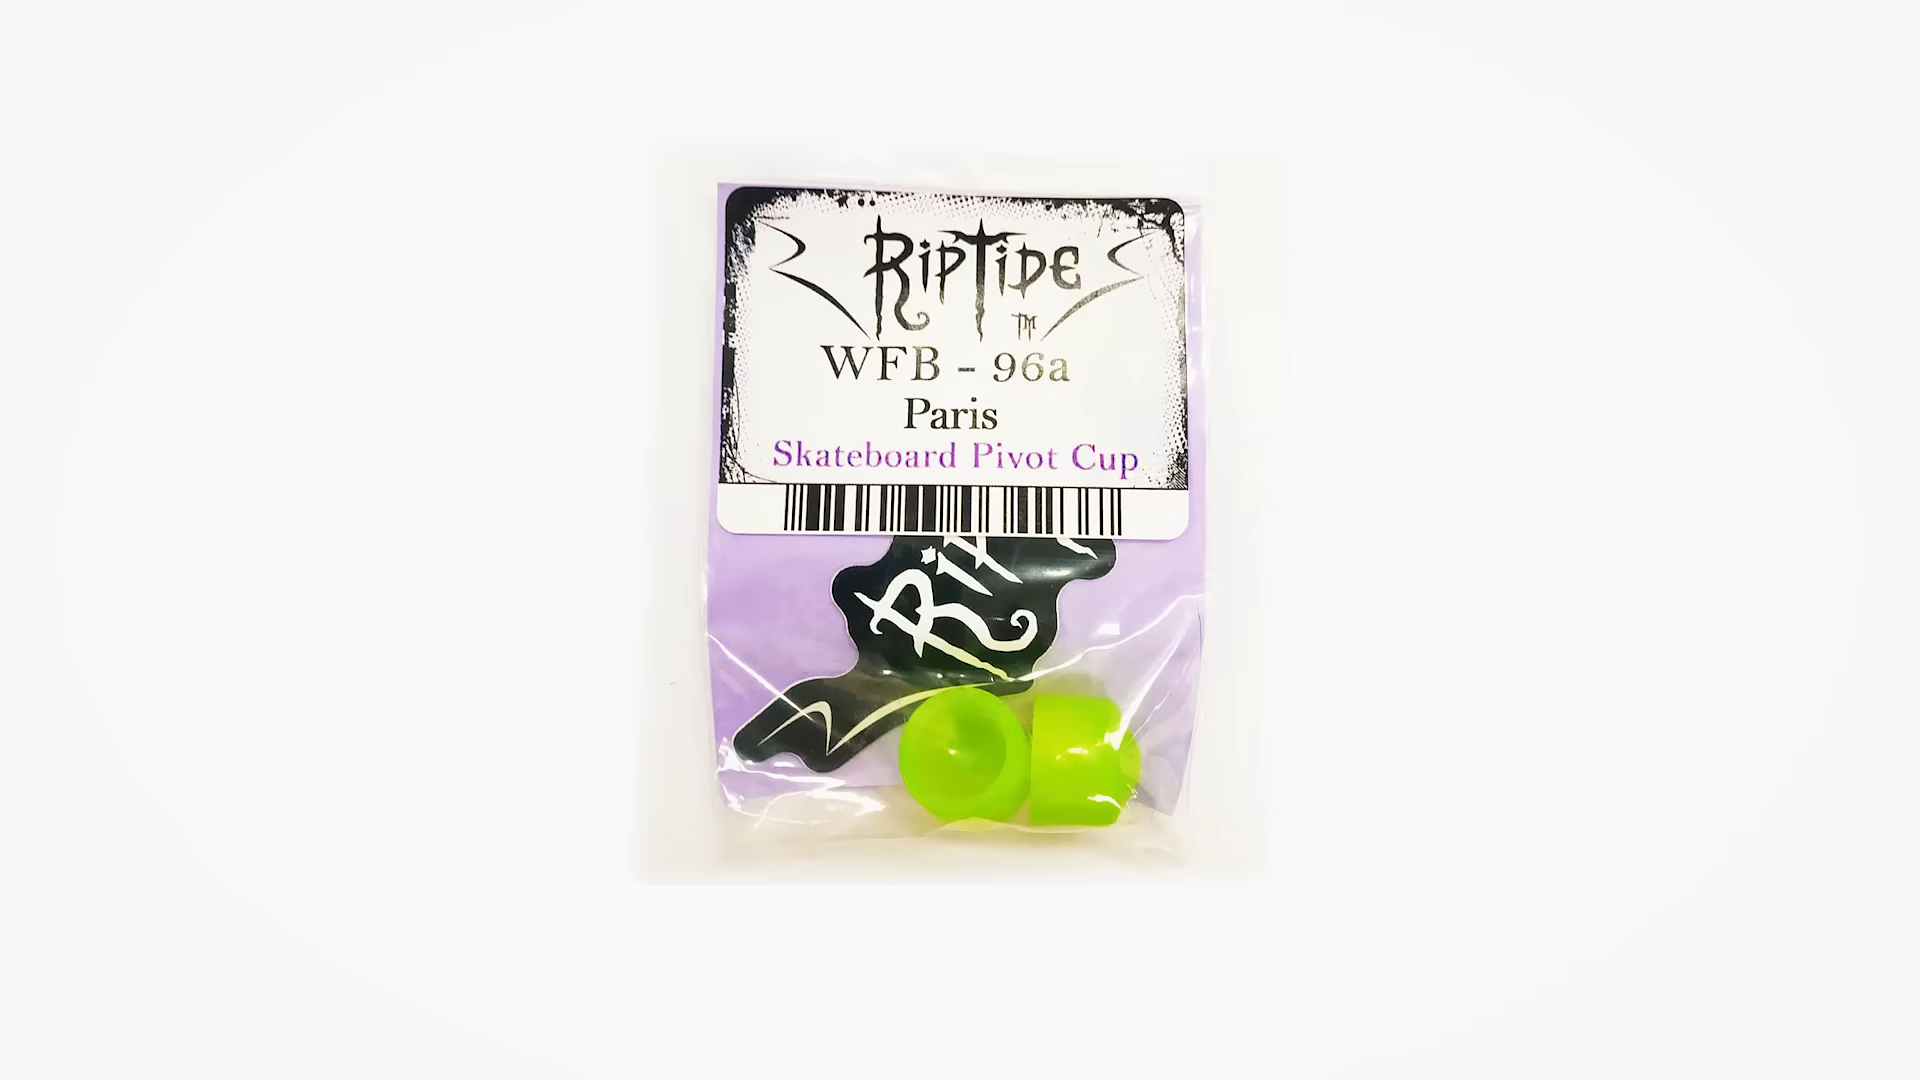 RIPTIDE
TM
WFB - 96a
Paris
Skateboard Pivot Cup